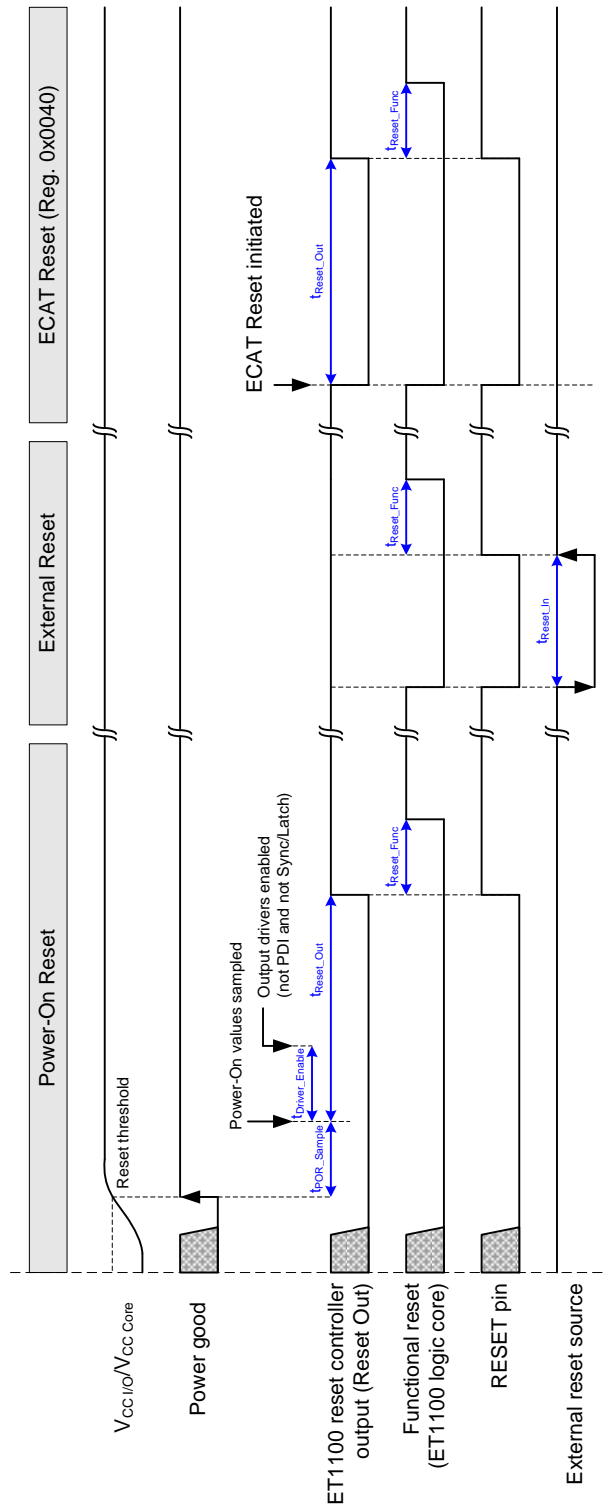 Power-On Reset
External Reset
ECAT Reset (Reg. 0x0040)
VCC I/O/VCC Core
Reset threshold
Power good
Power-On values sampled
Output drivers enabled
(not PDI and not Sync/Latch)
ECAT Reset initiated
tPOR_Sample
tDriver_Enable
tReset_Out
tReset_Out
ET1100 reset controller
output (Reset Out)
tReset_Func
tReset_Func
tReset_Func
Functional reset
(ET1100 logic core)
RESET pin
tReset_In
External reset source